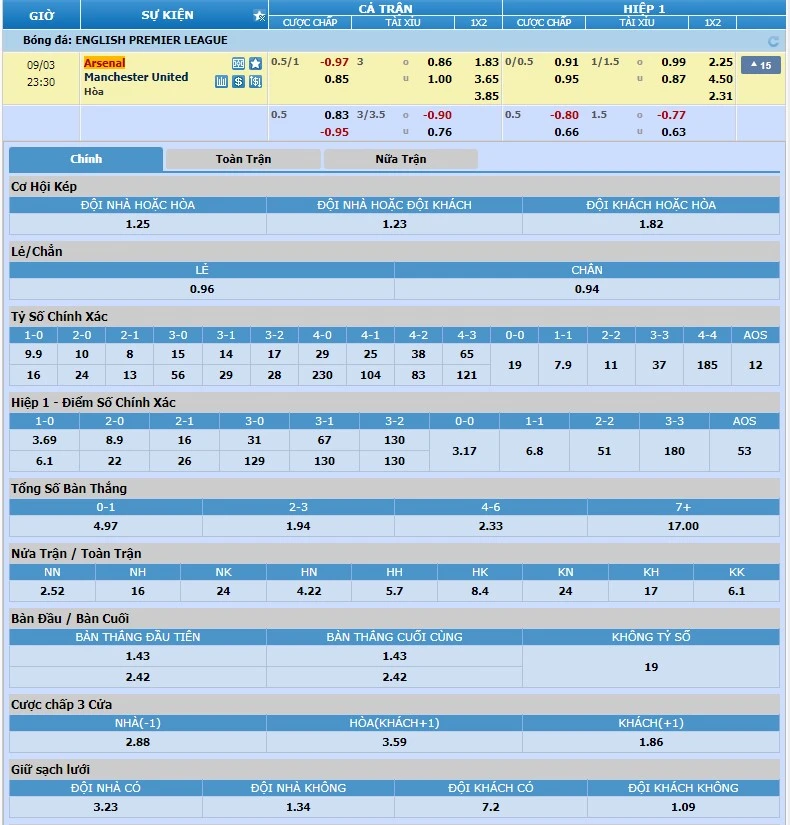 GIỜ SỰ KIỆN CẢ TRẬN HIỆP 1
CƯỢC CHẤP TÀI XỈU 1X2 CƯỢC CHẤP TÀI XỈU 1X2
Bóng đá: ENGLISH PREMIER LEAGUE
09/03 Arsenal 0.5/1 -0.97 3 o 0.86 1.83 0/0.5 0.91 1/1.5 o 0.99 2.25 15
23:30 Manchester United 0.85 u 1.00 3.65 0.95 u 0.87 4.50
Hòa 3.85 2.31
0.5 0.83 3/3.5 o -0.90 0.5 -0.80 1.5 o -0.77
-0.95 u 0.76 0.66 u 0.63
Chính Toàn Trận Nửa Trận
Cơ Hội Kép
ĐỘI NHÀ HOẶC HÒA ĐỘI NHÀ HOẶC ĐỘI KHÁCH ĐỘI KHÁCH HOẶC HÒA
1.25 1.23 1.82
Lẻ/Chẵn
LẺ CHẴN
0.96 0.94
Tỷ Số Chính Xác
1-0 2-0 2-1 3-0 3-1 3-2 4-0 4-1 4-2 4-3 0-0 1-1 2-2 3-3 4-4 AOS
9.9 10 8 15 14 17 29 25 38 65 19 7.9 11 37 185 12
16 24 13 56 29 28 230 104 83 121
Hiệp 1 - Điểm Số Chính Xác
1-0 2-0 2-1 3-0 3-1 3-2 0-0 1-1 2-2 3-3 AOS
3.69 8.9 16 31 67 130 3.17 6.8 51 180 53
6.1 22 26 129 130 130
Tổng Số Bàn Thắng
0-1 2-3 4-6 7+
4.97 1.94 2.33 17.00
Nửa Trận / Toàn Trận
NN NH NK HN HH HK KN KH KK
2.52 16 24 4.22 5.7 8.4 24 17 6.1
Bàn Đầu / Bàn Cuối
BÀN THẮNG ĐẦU TIÊN BÀN THẮNG CUỐI CÙNG KHÔNG TỶ SỐ
1.43 1.43 19
2.42 2.42
Cược chấp 3 Cửa
NHÀ(-1) HÒA(KHÁCH+1) KHÁCH(+1)
2.88 3.59 1.86
Giữ sạch lưới
ĐỘI NHÀ CÓ ĐỘI NHÀ KHÔNG ĐỘI KHÁCH CÓ ĐỘI KHÁCH KHÔNG
3.23 1.34 7.2 1.09